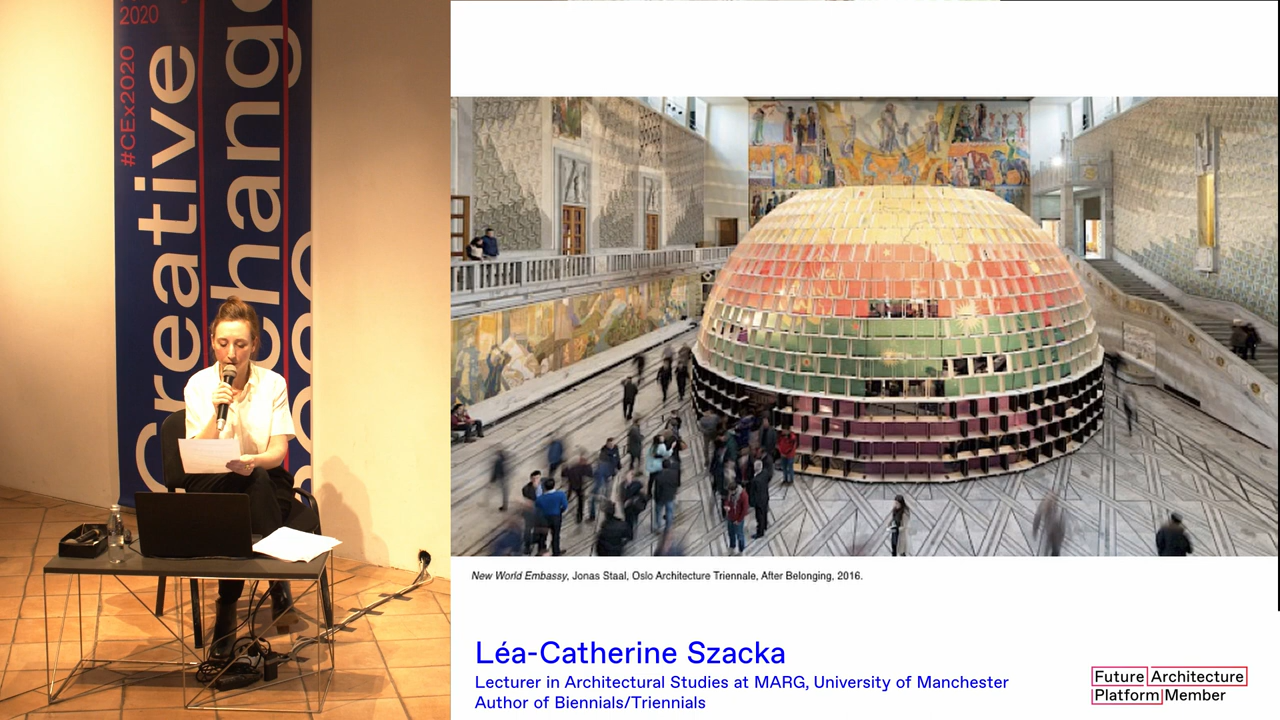 2020
#CEx2020
Creative
New World Embassy, Jonas Staal, Oslo Architecture Triennale, After Belonging, 2016.
Léa-Catherine Szacka
Lecturer in Architectural Studies at MARG, University of Manchester
Author of Biennials/Triennials
Future Architecture
Platform Member